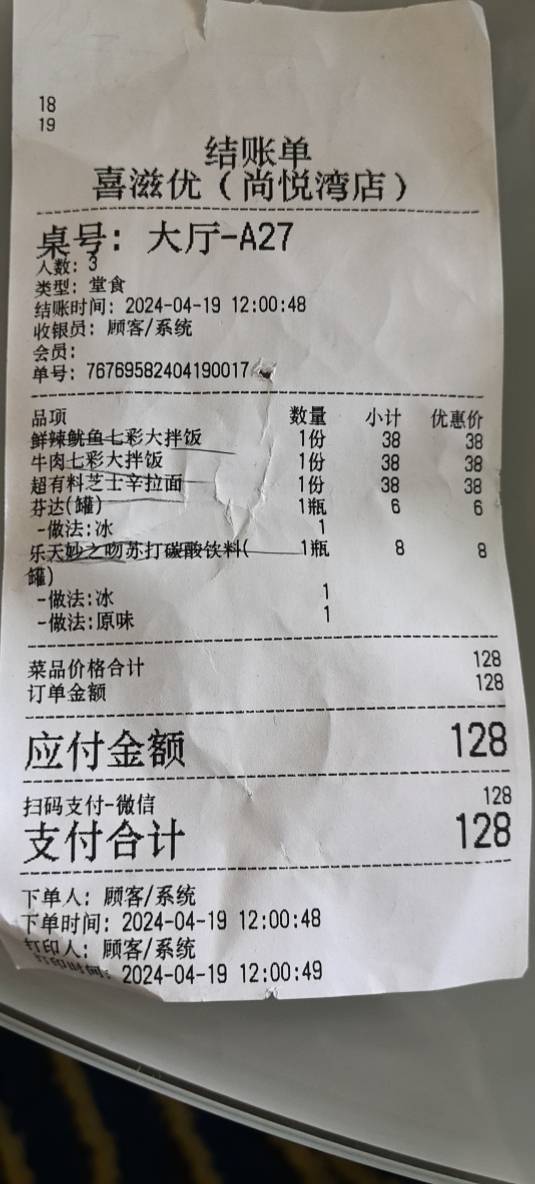 18
19
结账单
喜滋优（尚悦湾店）
桌号：大厅-A27
人数：3
类型：堂食
结账时间：2024-04-19 12:00:48
收银员：顾客/系统
会员：
单号：76769582404190017
品项 数量 小计 优惠价
鲜辣鱿鱼七彩大拌饭 1份 38 38
牛肉七彩大拌饭 1份 38 38
超有料芝士辛拉面 1份 38 38
芬达(罐) 1瓶 6 6
-做法:冰 1
乐天妙之吻苏打碳酸饮料( 1瓶 8 8
罐)
-做法:冰 1
-做法:原味 1
菜品价格合计 128
订单金额 128
应付金额 128
扫码支付-微信 128
支付合计 128
下单人：顾客/系统
下单时间：2024-04-19 12:00:48
打印人：顾客/系统
打印时间：2024-04-19 12:00:49